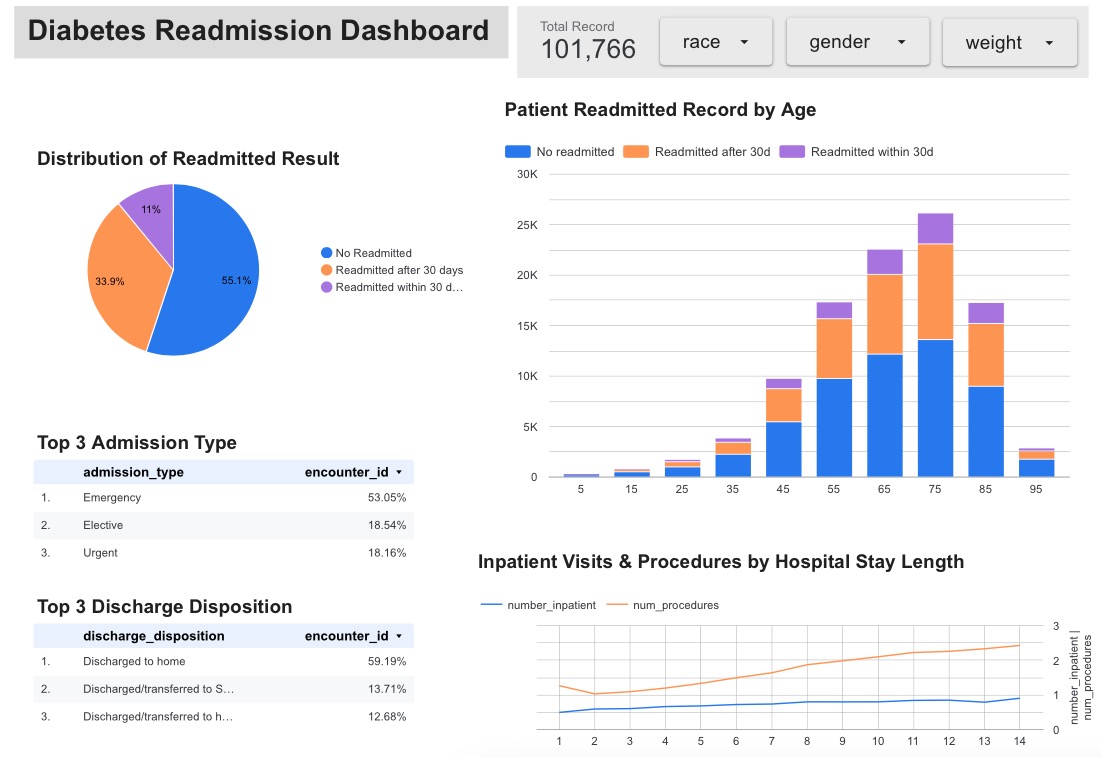 Diabetes Readmission Dashboard
Total Record
101,766
race
gender
weight
Distribution of Readmitted Result
11%
33.9%
55.1%
No Readmitted
Readmitted after 30 days
Readmitted within 30 d…
Patient Readmitted Record by Age
No readmitted Readmitted after 30d Readmitted within 30d
30K
25K
20K
15K
10K
5K
0
5 15 25 35 45 55 65 75 85 95
Top 3 Admission Type
admission_type encounter_id
1. Emergency 53.05%
2. Elective 18.54%
3. Urgent 18.16%
Top 3 Discharge Disposition
discharge_disposition encounter_id
1. Discharged to home 59.19%
2. Discharged/transferred to S… 13.71%
3. Discharged/transferred to h… 12.68%
Inpatient Visits & Procedures by Hospital Stay Length
number_inpatient num_procedures
3
2
1
0
number_inpatient |
num_procedures
1 2 3 4 5 6 7 8 9 10 11 12 13 14